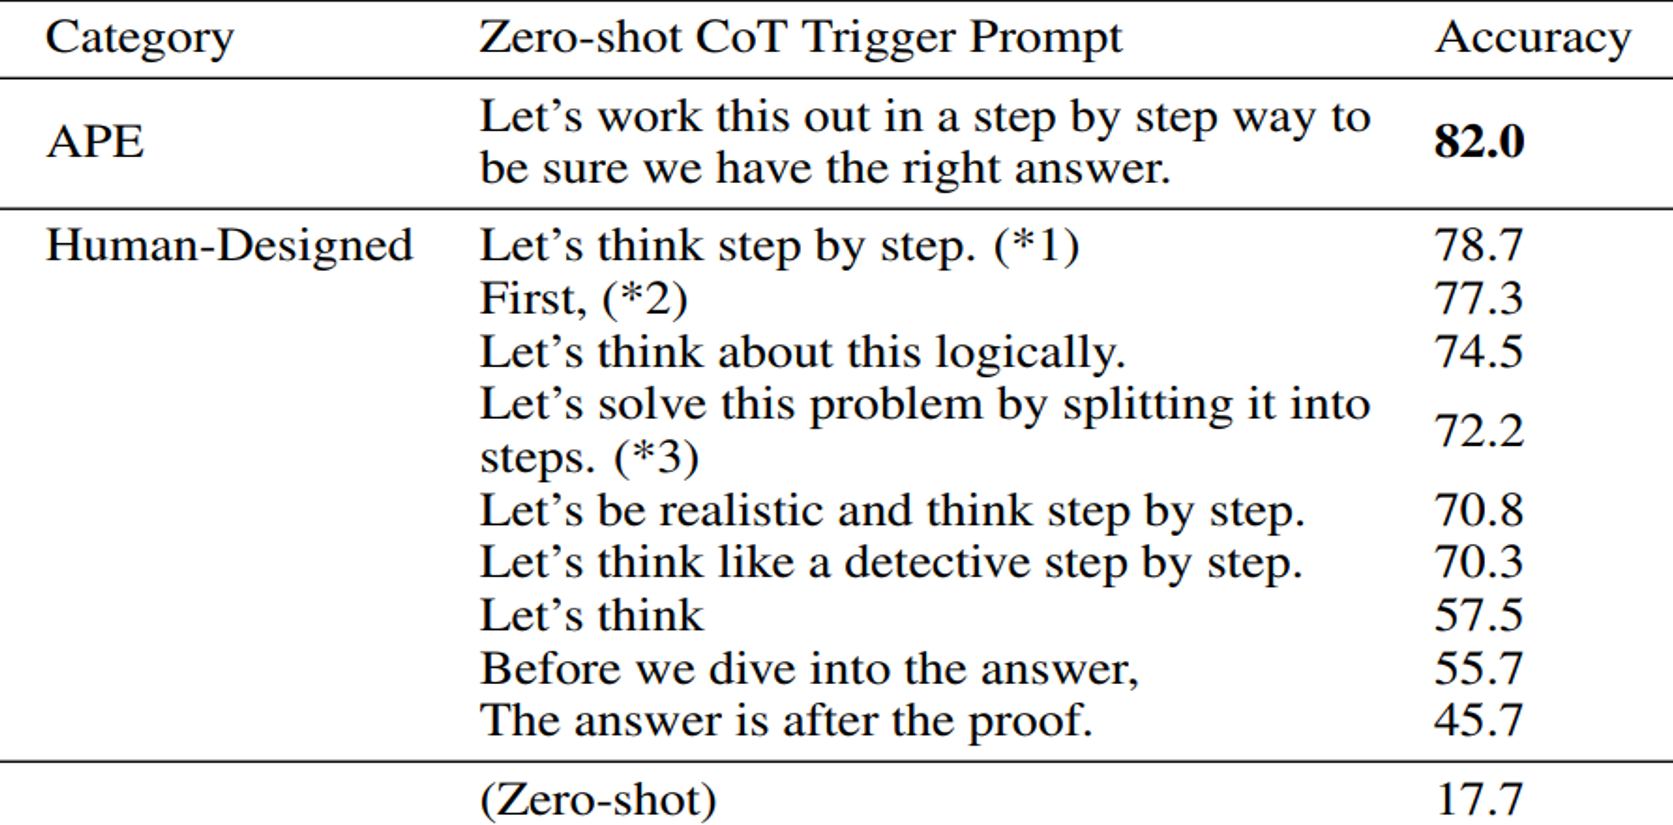 Category Zero-shot CoT Trigger Prompt Accuracy
APE Let’s work this out in a step by step way to be sure we have the right answer. 82.0
Human-Designed Let’s think step by step. (*1) 78.7
First, (*2) 77.3
Let’s think about this logically. 74.5
Let’s solve this problem by splitting it into steps. (*3) 72.2
Let’s be realistic and think step by step. 70.8
Let’s think like a detective step by step. 70.3
Let’s think 57.5
Before we dive into the answer, 55.7
The answer is after the proof. 45.7
(Zero-shot) 17.7